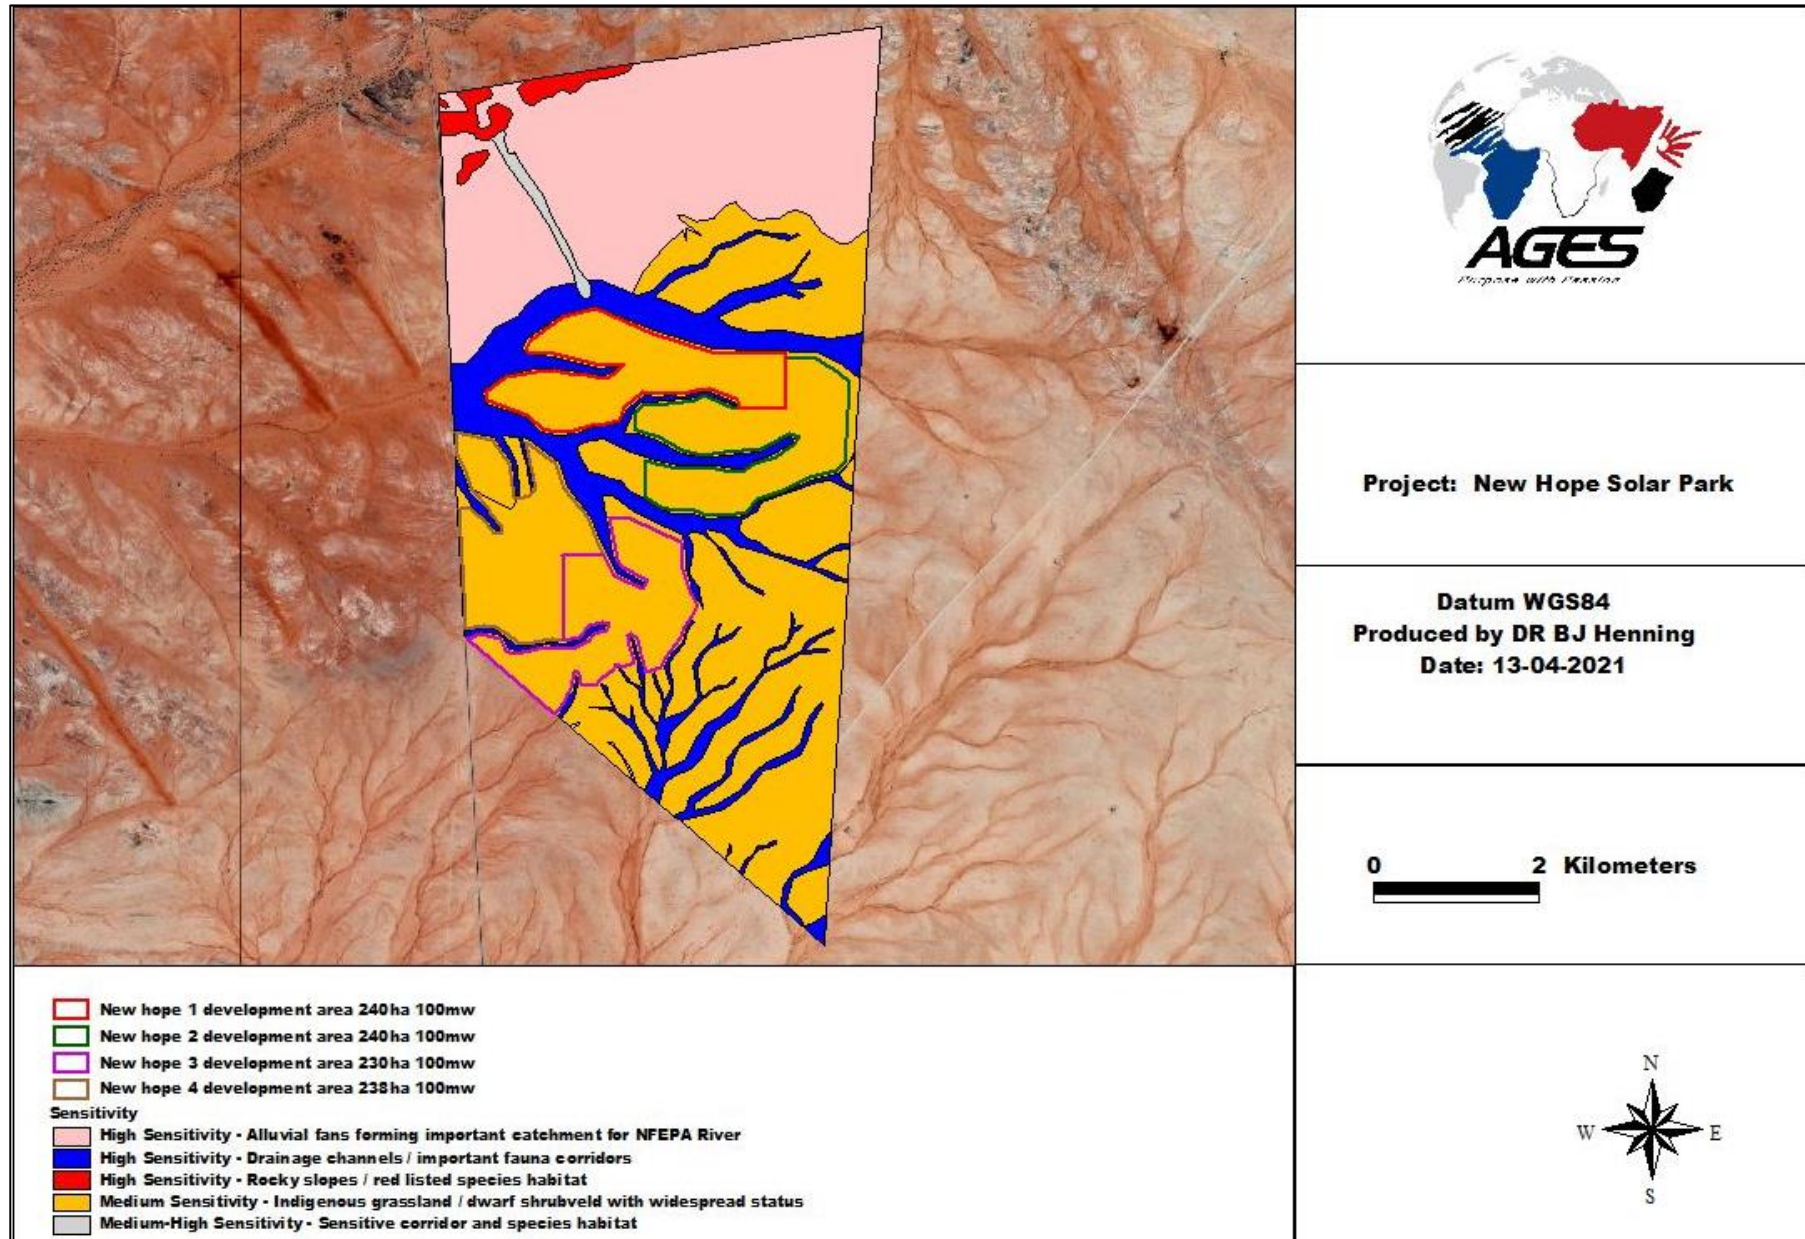 AGES
Purpose with Passion
Project: New Hope Solar Park
Datum WGS84
Produced by DR BJ Henning
Date: 13-04-2021
0 2 Kilometers
N
W E
S
New hope 1 development area 240ha 100mw
New hope 2 development area 240ha 100mw
New hope 3 development area 230ha 100mw
New hope 4 development area 238ha 100mw
Sensitivity
High Sensitivity - Alluvial fans forming important catchment for NFEPA River
High Sensitivity - Drainage channels / important fauna corridors
High Sensitivity - Rocky slopes / red listed species habitat
Medium Sensitivity - Indigenous grassland / dwarf shrubveld with widespread status
Medium-High Sensitivity - Sensitive corridor and species habitat